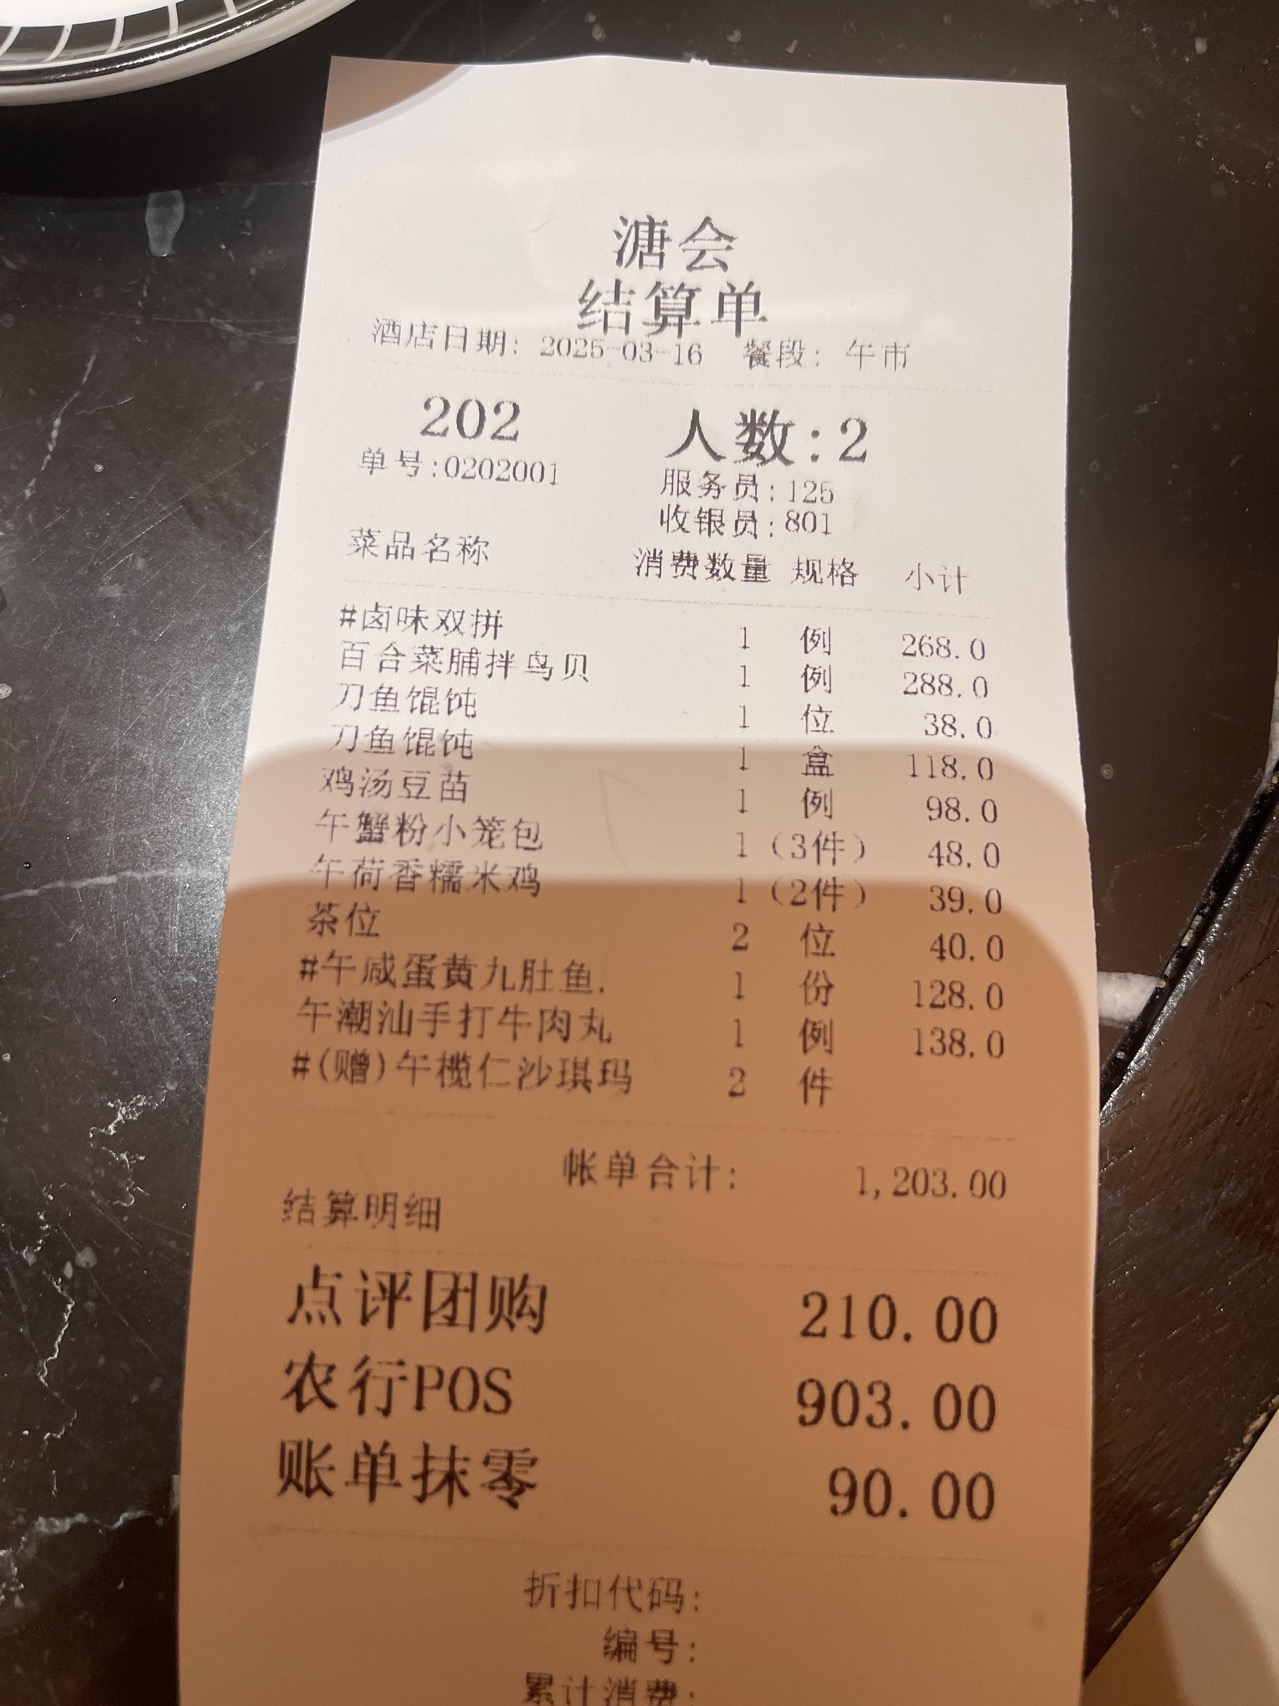 溏会
结算单
酒店日期: 2025-03-16 餐段: 午市
202 人数:2
单号:0202001 服务员:125
收银员:801
菜品名称 消费数量 规格 小计
#卤味双拼 1 例 268.0
百合菜脯拌鸟贝 1 例 288.0
刀鱼馄饨 1 位 38.0
刀鱼馄饨 1 盒 118.0
鸡汤豆苗 1 例 98.0
午蟹粉小笼包 1 (3件) 48.0
午荷香糯米鸡 1 (2件) 39.0
茶位 2 位 40.0
#午咸蛋黄九肚鱼. 1 份 128.0
午潮汕手打牛肉丸 1 例 138.0
#(赠)午榄仁沙琪玛 2 件
帐单合计: 1,203.00
结算明细
点评团购 210.00
农行POS 903.00
账单抹零 90.00
折扣代码:
编号:
累计消费: